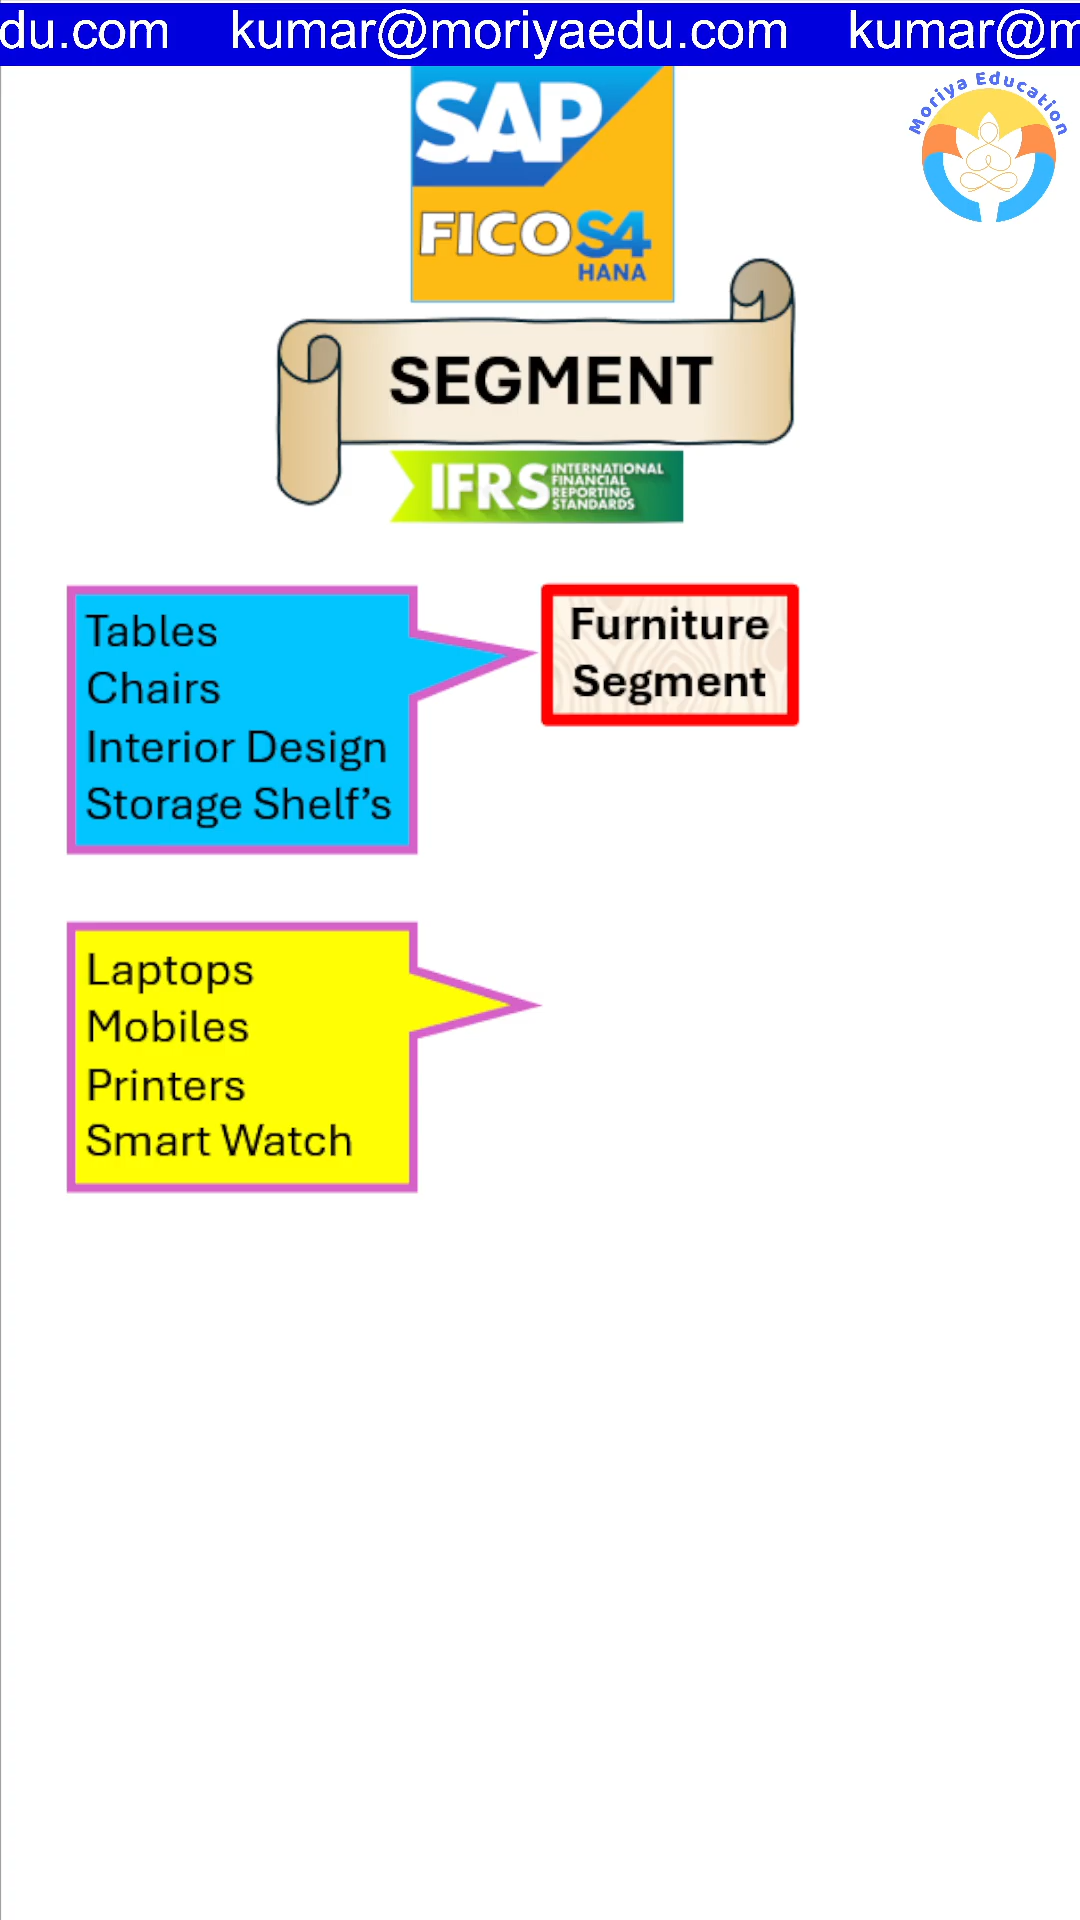 du.com kumar@moriyaedu.com kumar@m
Moriya Education
SAP
FICO S4
HANA
SEGMENT
IFRS INTERNATIONAL
FINANCIAL
REPORTING
STANDARDS
Tables
Chairs
Interior Design
Storage Shelf’s
Furniture
Segment
Laptops
Mobiles
Printers
Smart Watch